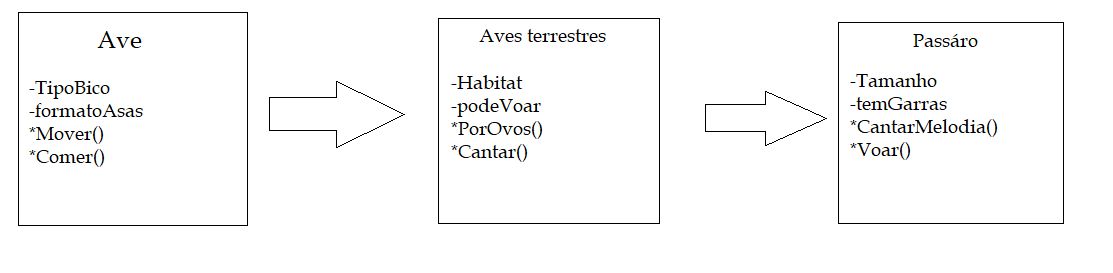 Ave
-TipoBico
-formatoAsas
*Mover()
*Comer()
Aves terrestres
-Habitat
-podeVoar
*PorOvos()
*Cantar()
Passáro
-Tamanho
-temGarras
*CantarMelodia()
*Voar()